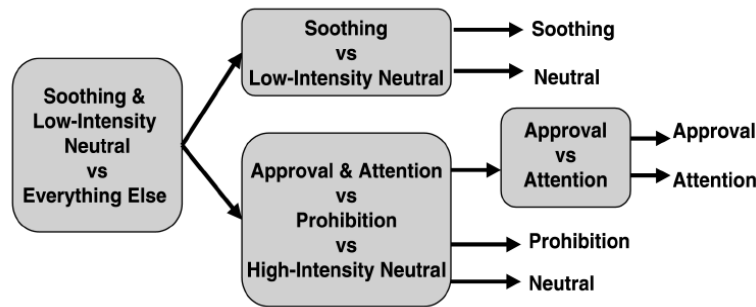 Soothing &
Low-Intensity
Neutral
vs
Everything Else
Soothing
vs
Low-Intensity Neutral
Soothing
Neutral
Approval & Attention
vs
Prohibition
vs
High-Intensity Neutral
Approval
vs
Attention
Approval
Attention
Prohibition
Neutral